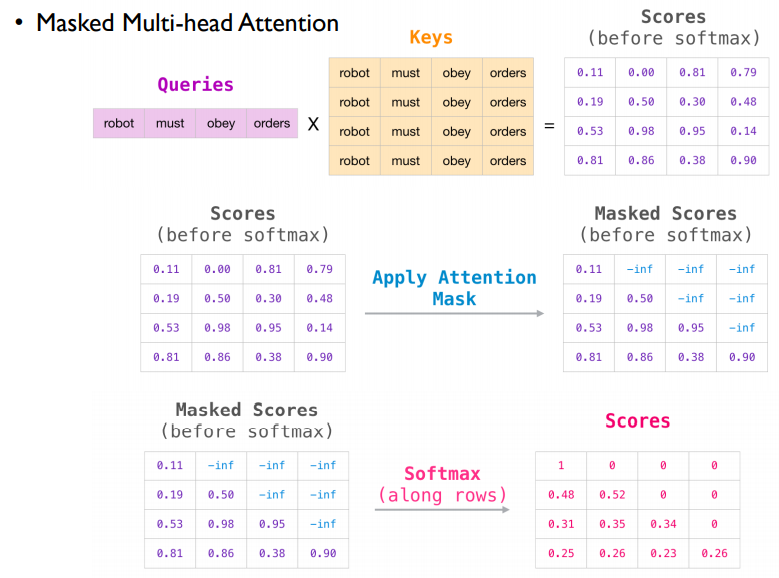 • Masked Multi-head Attention
Queries
robot must obey orders
X
Keys
robot must obey orders
robot must obey orders
robot must obey orders
robot must obey orders
=
Scores
(before softmax)
0.11 0.00 0.81 0.79
0.19 0.50 0.30 0.48
0.53 0.98 0.95 0.14
0.81 0.86 0.38 0.90
Scores
(before softmax)
0.11 0.00 0.81 0.79
0.19 0.50 0.30 0.48
0.53 0.98 0.95 0.14
0.81 0.86 0.38 0.90
Apply Attention
Mask
Masked Scores
(before softmax)
0.11 -inf -inf -inf
0.19 0.50 -inf -inf
0.53 0.98 0.95 -inf
0.81 0.86 0.38 0.90
Masked Scores
(before softmax)
0.11 -inf -inf -inf
0.19 0.50 -inf -inf
0.53 0.98 0.95 -inf
0.81 0.86 0.38 0.90
Softmax
(along rows)
Scores
1 0 0 0
0.48 0.52 0 0
0.31 0.35 0.34 0
0.25 0.26 0.23 0.26